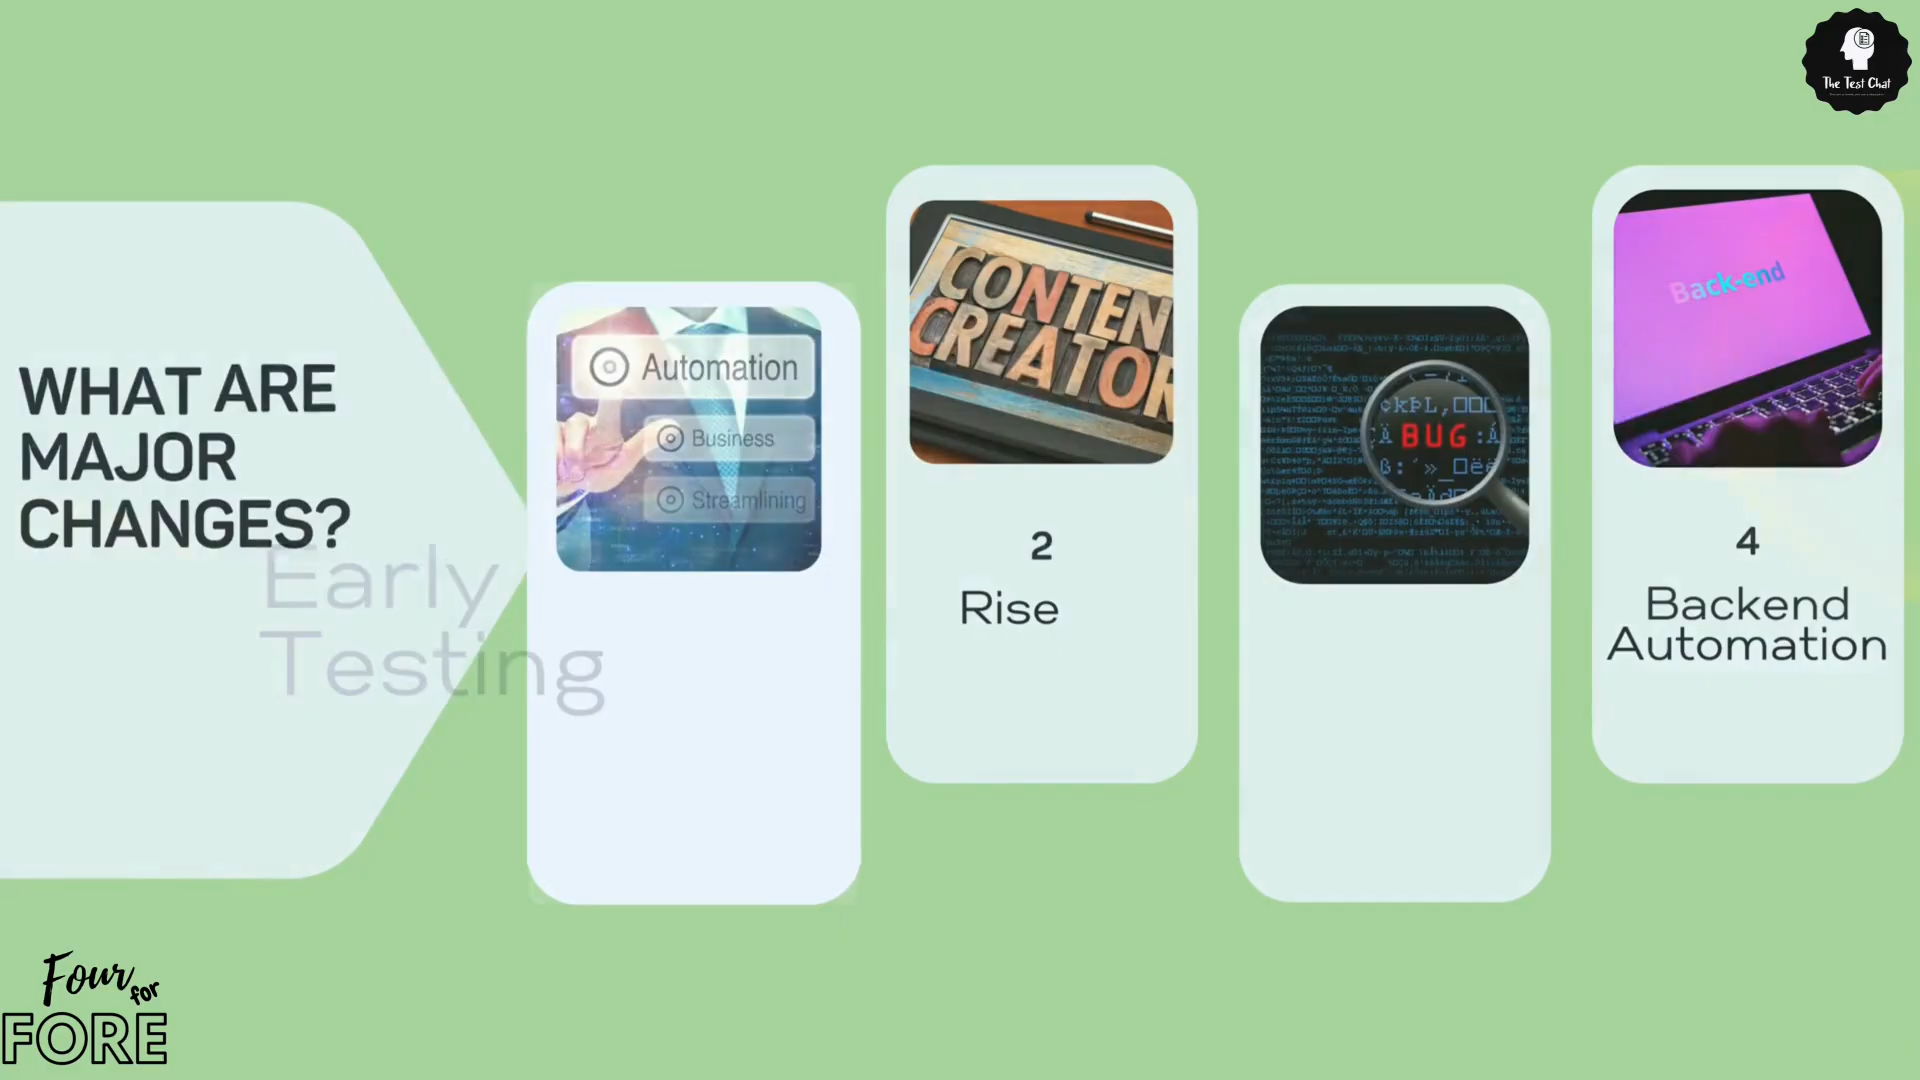 The Test Chat
WHAT ARE
MAJOR
CHANGES?
Early
Testing
Automation
Business
Streamlining
CONTEN
CREATOR
2
Rise
BUG
Back-end
4
Backend
Automation
Four for
FORE